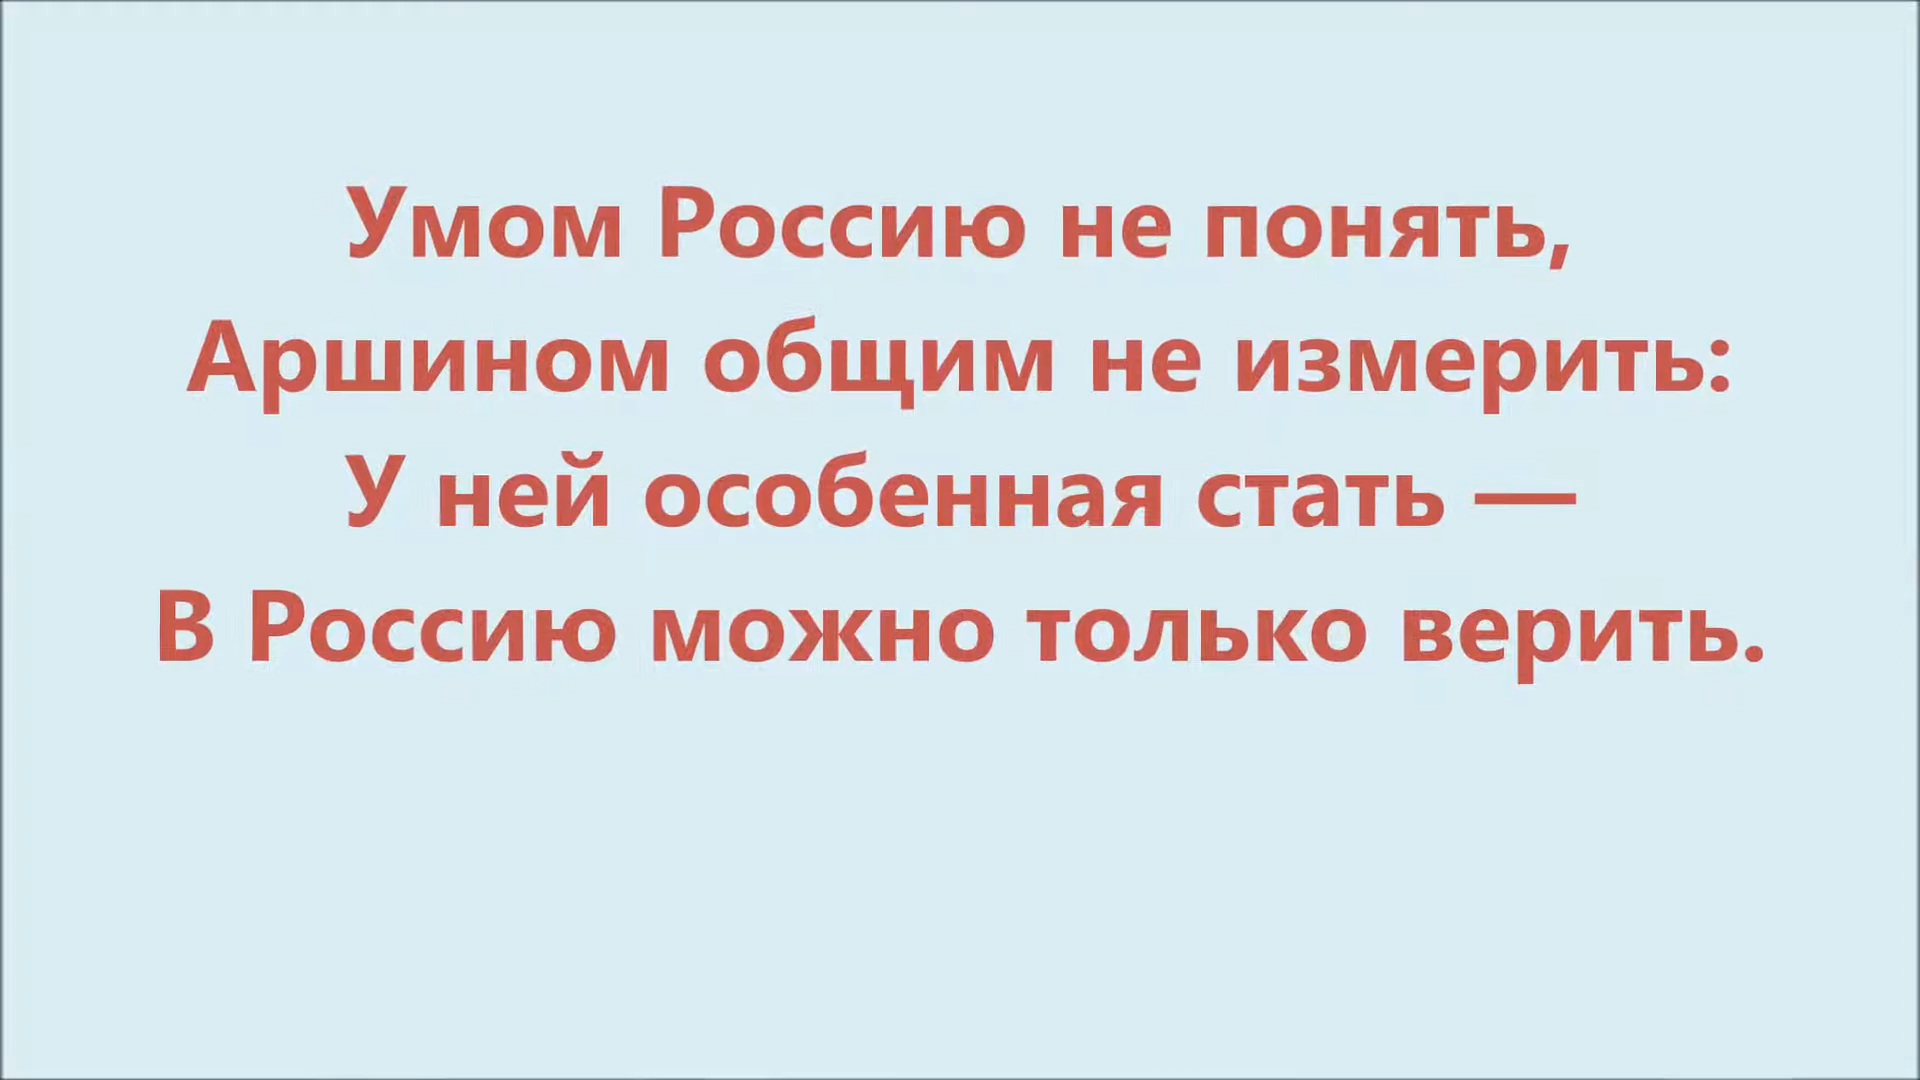 Умом Россию не понять,
Аршином общим не измерить:
У ней особенная стать —
В Россию можно только верить.